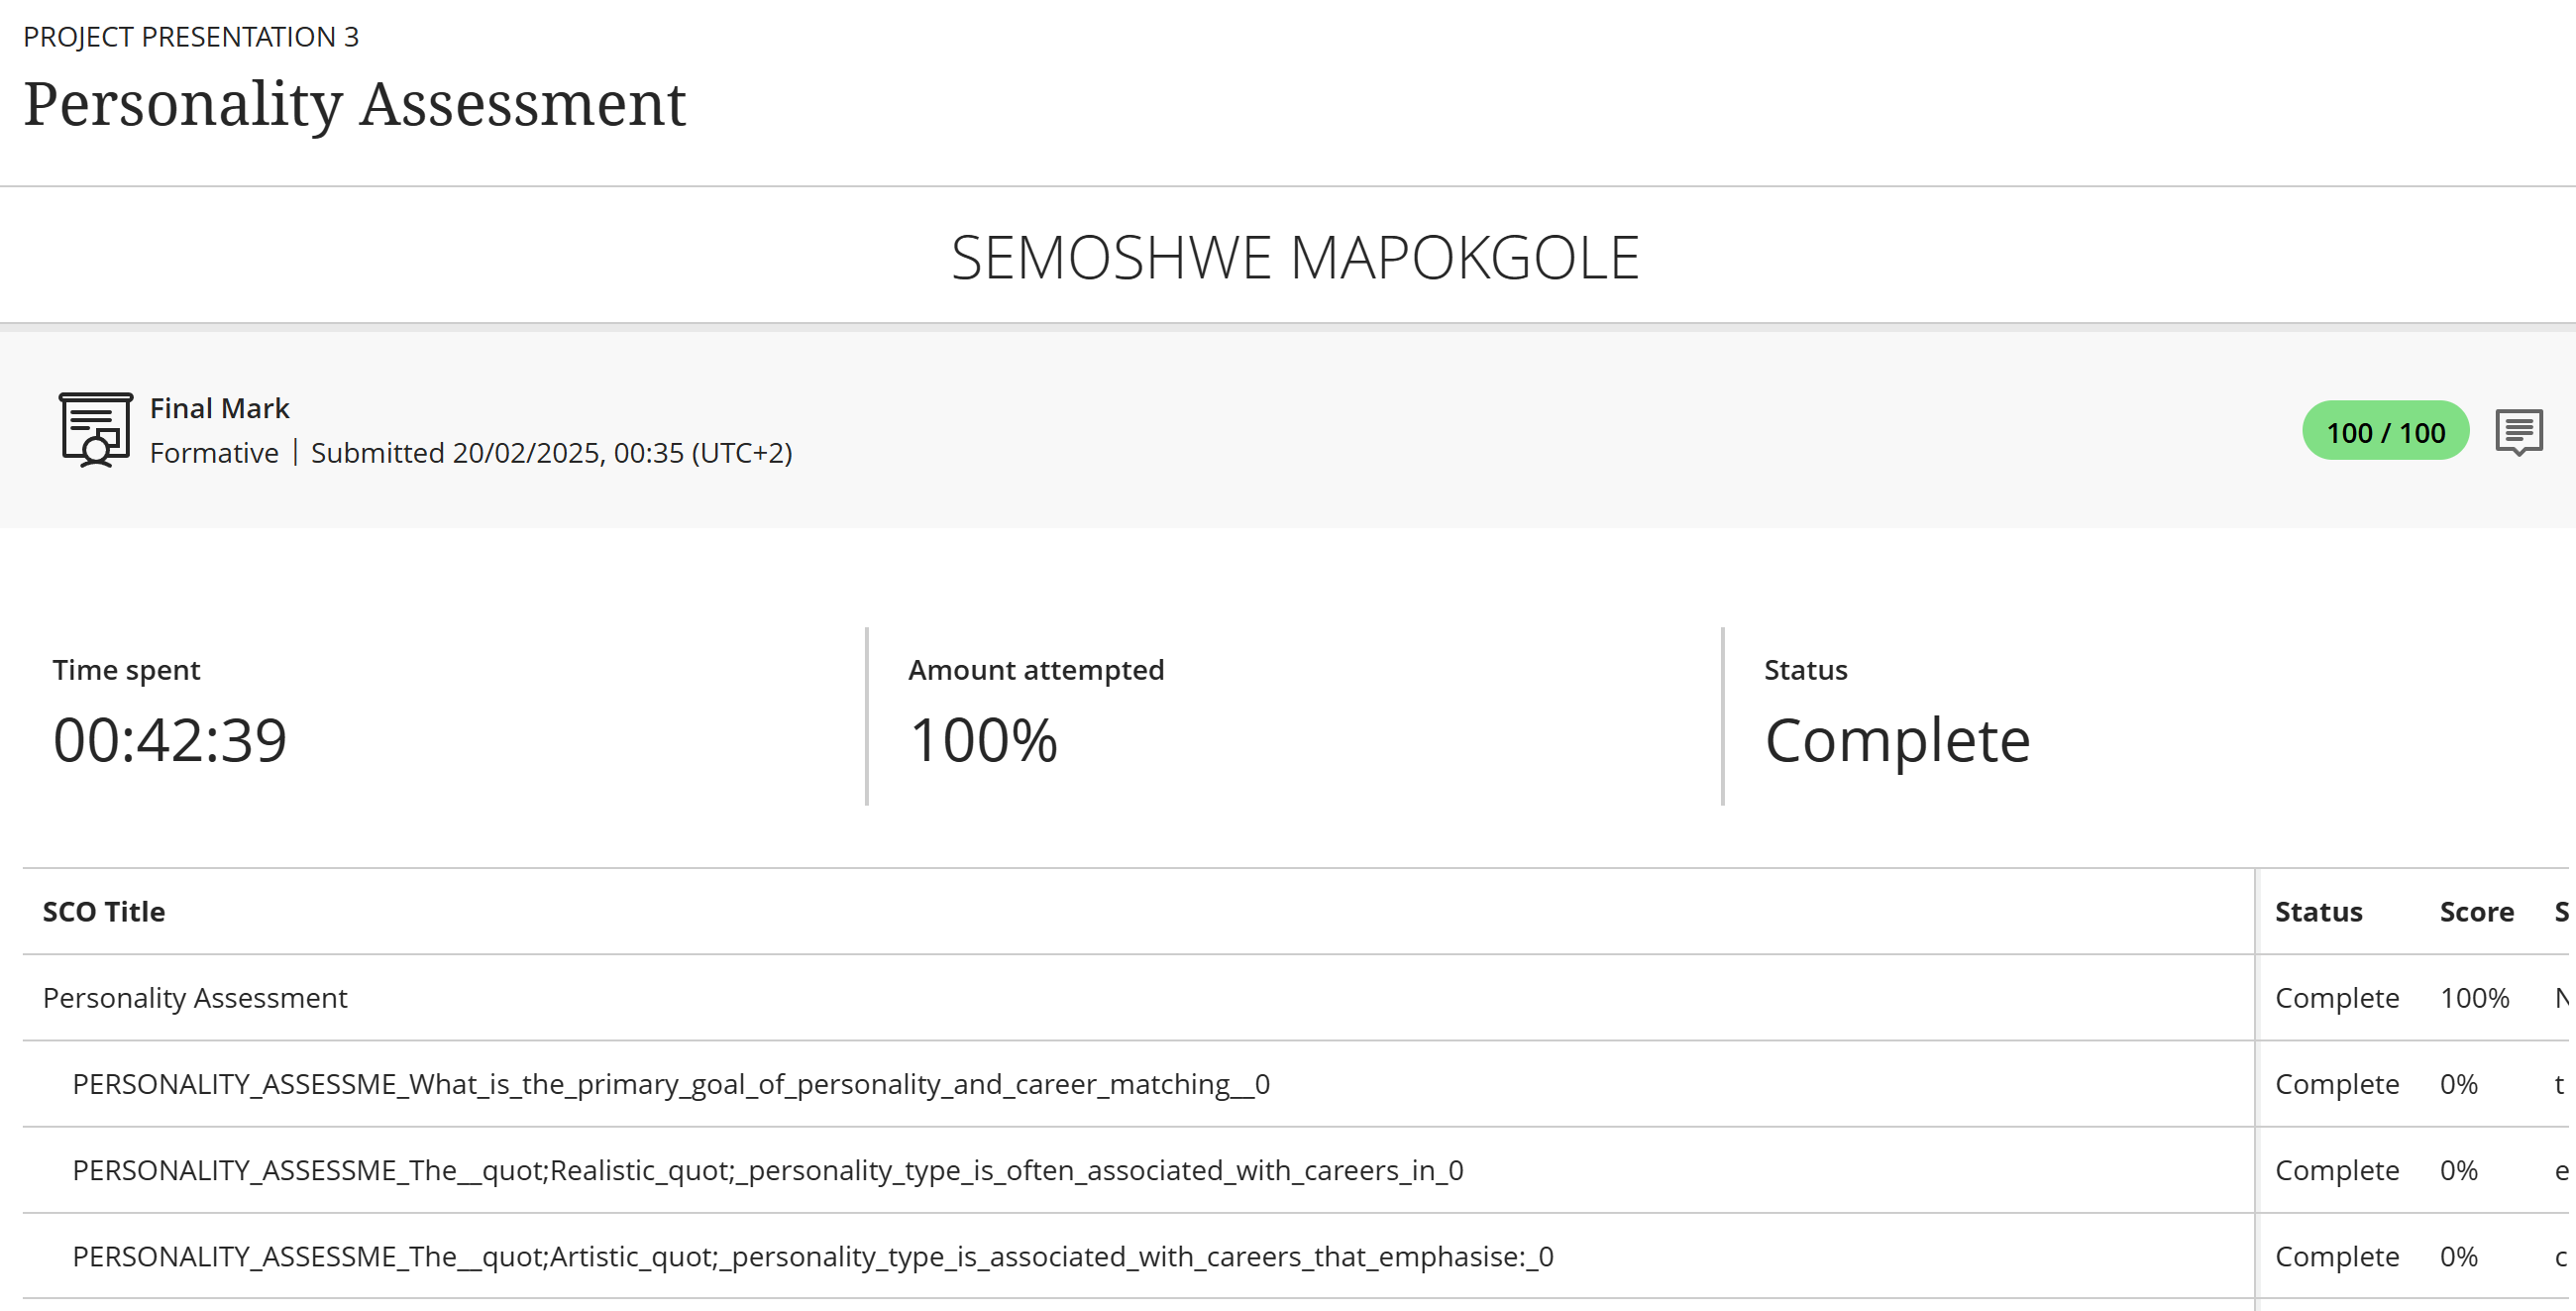 PROJECT PRESENTATION 3
Personality Assessment
SEMOSHWE MAPOKGOLE
Final Mark
Formative | Submitted 20/02/2025, 00:35 (UTC+2)
100 / 100
Time spent
00:42:39
Amount attempted
100%
Status
Complete
SCO Title Status Score S
Personality Assessment Complete 100% N
PERSONALITY_ASSESSME_What_is_the_primary_goal_of_personality_and_career_matching__0 Complete 0% t
PERSONALITY_ASSESSME_The__quot;Realistic_quot;_personality_type_is_often_associated_with_careers_in_0 Complete 0% e
PERSONALITY_ASSESSME_The__quot;Artistic_quot;_personality_type_is_associated_with_careers_that_emphasise:_0 Complete 0% c